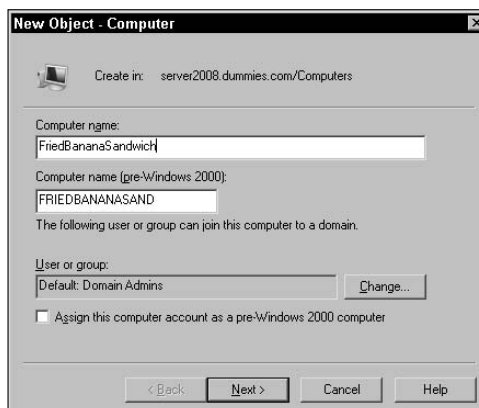 New Object - Computer
Create in: server2008.dummies.com/Computers
Computer name:
FriedBananaSandwich
Computer name (pre-Windows 2000):
FRIEDBANANASAND
The following user or group can join this computer to a domain.
User or group:
Default: Domain Admins
Change...
Assign this computer account as a pre-Windows 2000 computer
< Back Next > Cancel Help